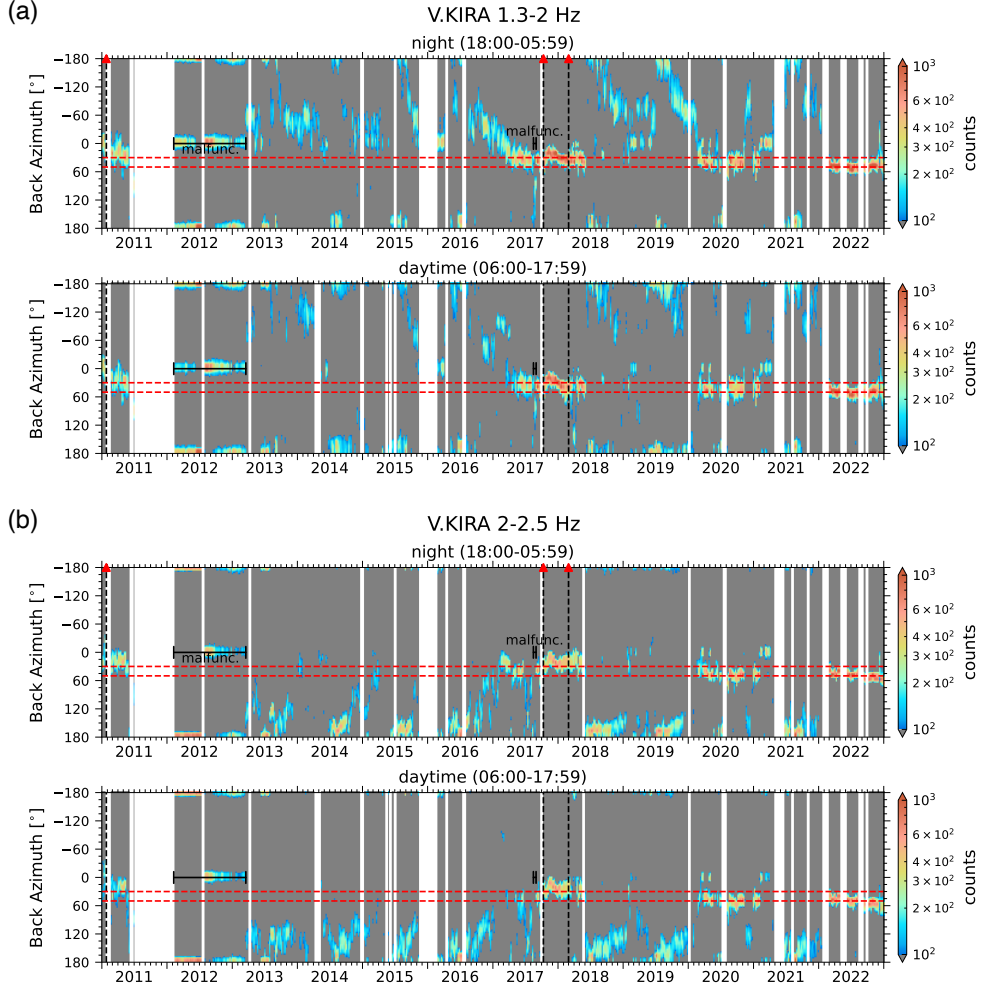 (a)
V.KIRA 1.3-2 Hz
night (18:00-05:59)
Back Azimuth [°]
−180
−120
−60
0
60
120
180
malfunc.
malfunc.
2011 2012 2013 2014 2015 2016 2017 2018 2019 2020 2021 2022
10³
6 × 10²
4 × 10²
3 × 10²
2 × 10²
10²
counts
daytime (06:00-17:59)
Back Azimuth [°]
−180
−120
−60
0
60
120
180
2011 2012 2013 2014 2015 2016 2017 2018 2019 2020 2021 2022
10³
6 × 10²
4 × 10²
3 × 10²
2 × 10²
10²
counts
(b)
V.KIRA 2-2.5 Hz
night (18:00-05:59)
Back Azimuth [°]
−180
−120
−60
0
60
120
180
malfunc.
malfunc.
2011 2012 2013 2014 2015 2016 2017 2018 2019 2020 2021 2022
10³
6 × 10²
4 × 10²
3 × 10²
2 × 10²
10²
counts
daytime (06:00-17:59)
Back Azimuth [°]
−180
−120
−60
0
60
120
180
2011 2012 2013 2014 2015 2016 2017 2018 2019 2020 2021 2022
10³
6 × 10²
4 × 10²
3 × 10²
2 × 10²
10²
counts